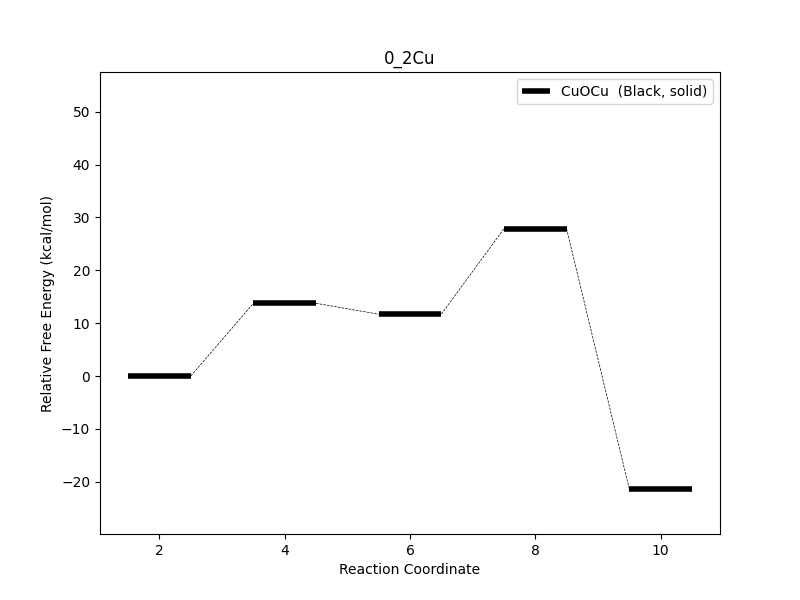 0_2Cu
CuOCu  (Black, solid)
50
40
30
20
10
0
−10
−20
Relative Free Energy (kcal/mol)
2 4 6 8 10
Reaction Coordinate